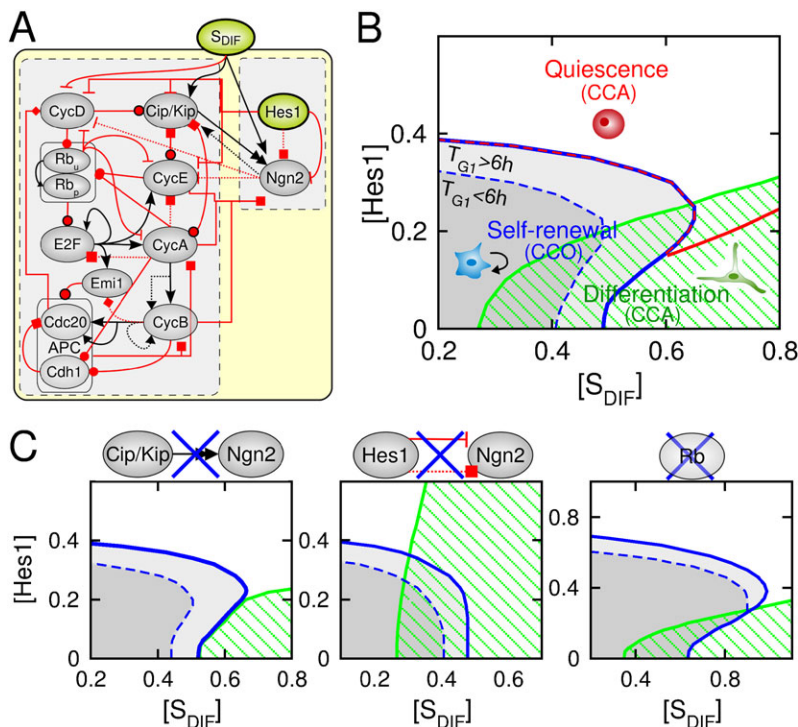 A
S_DIF
CycD
Cip/Kip
Hes1
Rb_u
Rb_p
CycE
Ngn2
E2F
CycA
Emi1
Cdc20
CycB
APC
Cdh1
B
[Hes1]
0.4
0.2
0
Quiescence
(CCA)
T_G1>6h
T_G1<6h
Self-renewal
(CCO)
Differentiation
(CCA)
0.2 0.4 0.6 0.8
[S_DIF]
C
Cip/Kip Ngn2
[Hes1]
0.4
0.2
0
0.2 0.4 0.6 0.8
[S_DIF]
Hes1 Ngn2
0.4
0.2
0
0.2 0.4 0.6
[S_DIF]
Rb
0.8
0.4
0
0.2 0.4 0.6 0.8
[S_DIF]